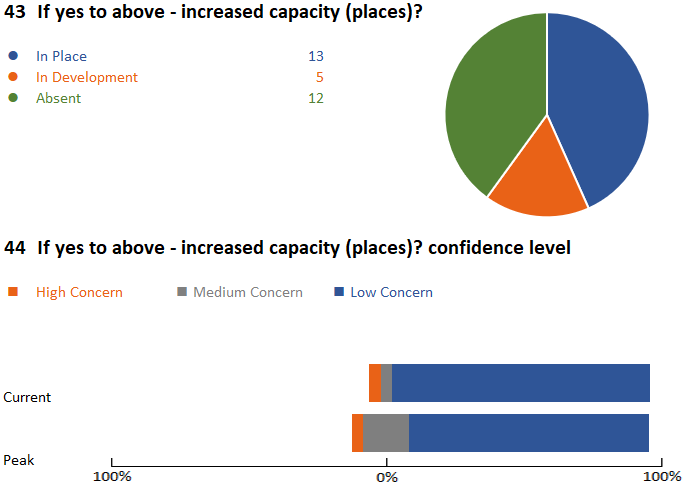 43 If yes to above - increased capacity (places)?
In Place 13
In Development 5
Absent 12
44 If yes to above - increased capacity (places)? confidence level
High Concern Medium Concern Low Concern
Current
Peak
100% 0% 100%